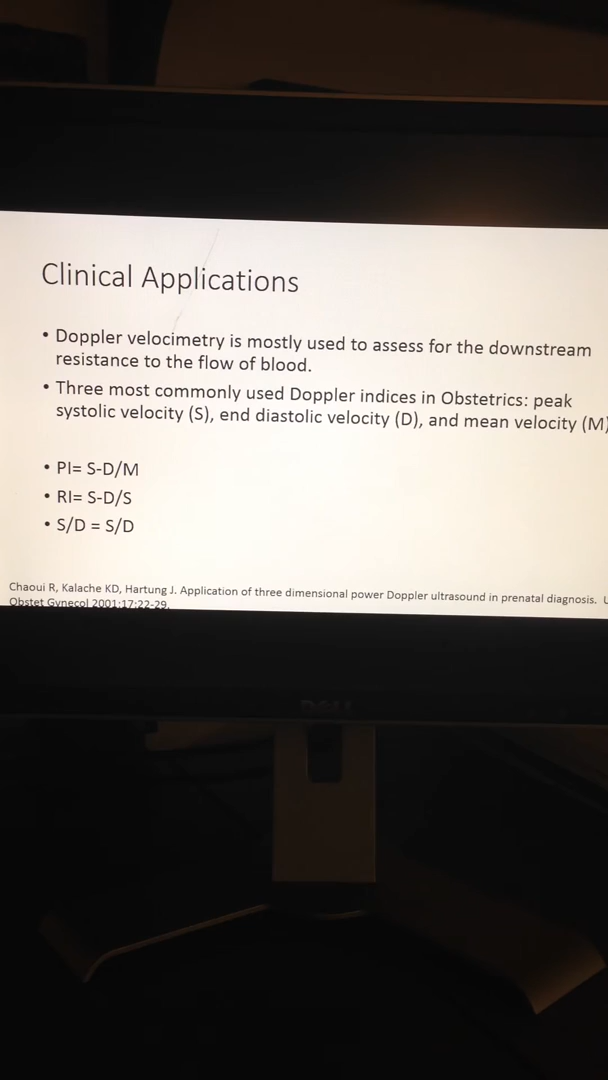 Clinical Applications
• Doppler velocimetry is mostly used to assess for the downstream
resistance to the flow of blood.
• Three most commonly used Doppler indices in Obstetrics: peak
systolic velocity (S), end diastolic velocity (D), and mean velocity (M)
• PI= S-D/M
• RI= S-D/S
• S/D = S/D
Chaoui R, Kalache KD, Hartung J. Application of three dimensional power Doppler ultrasound in prenatal diagnosis.
Obstet Gynecol 2001;17:22-29.
DELL